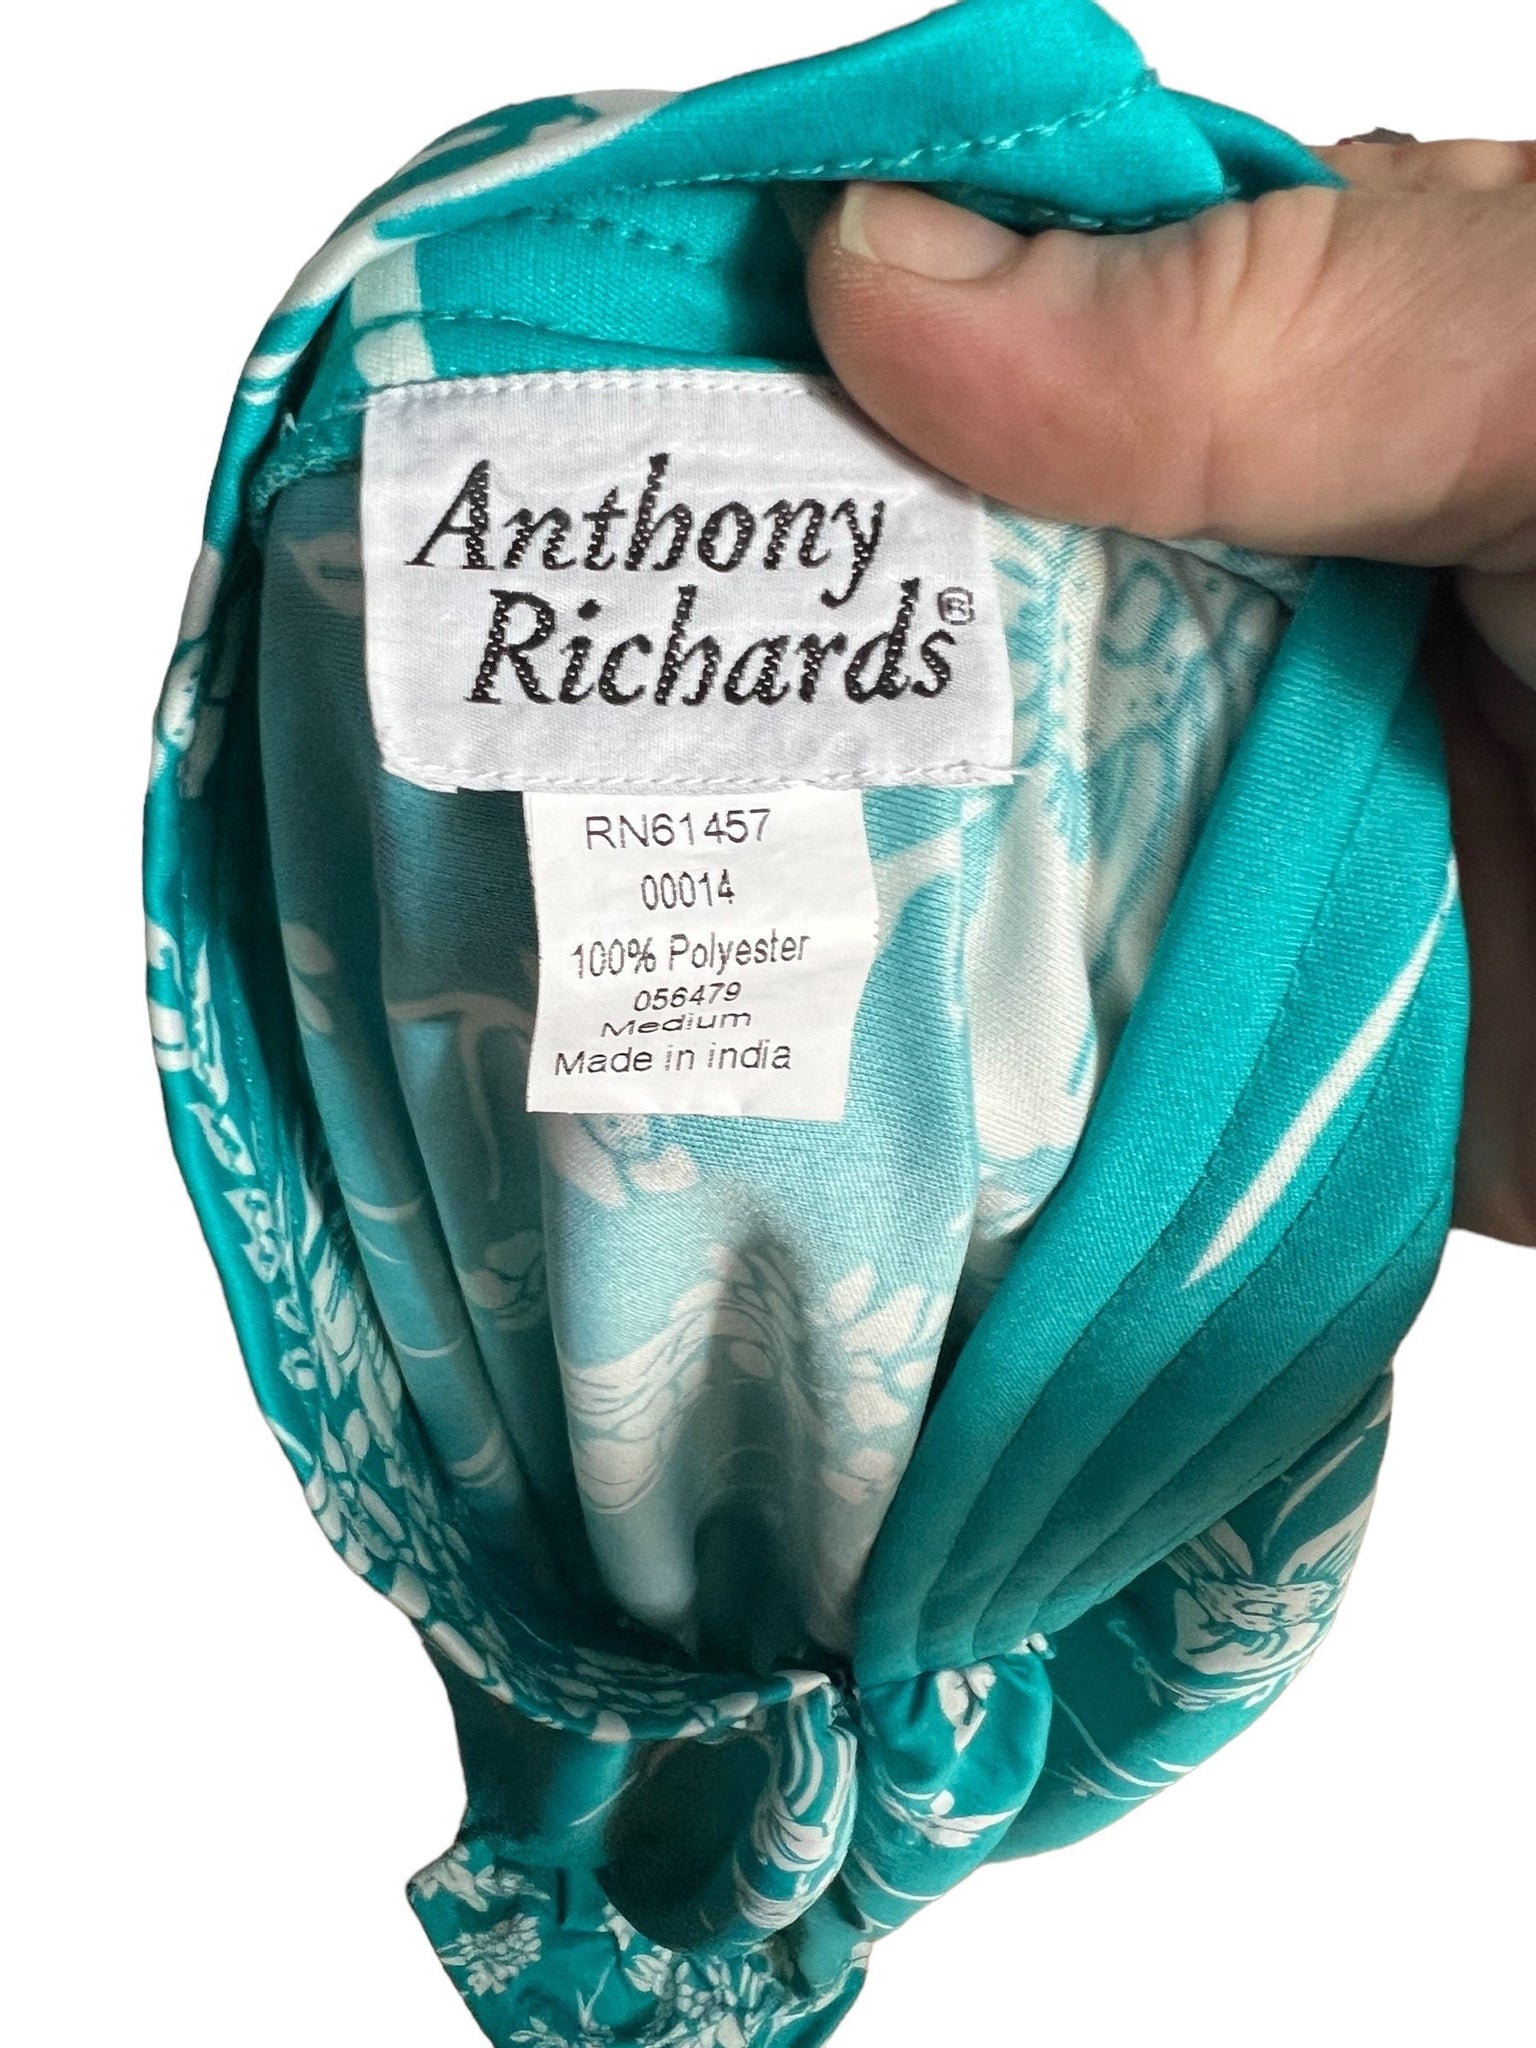 Anthony
Richards®
RN61457
00014
100% Polyester
056479
Medium
Made in india